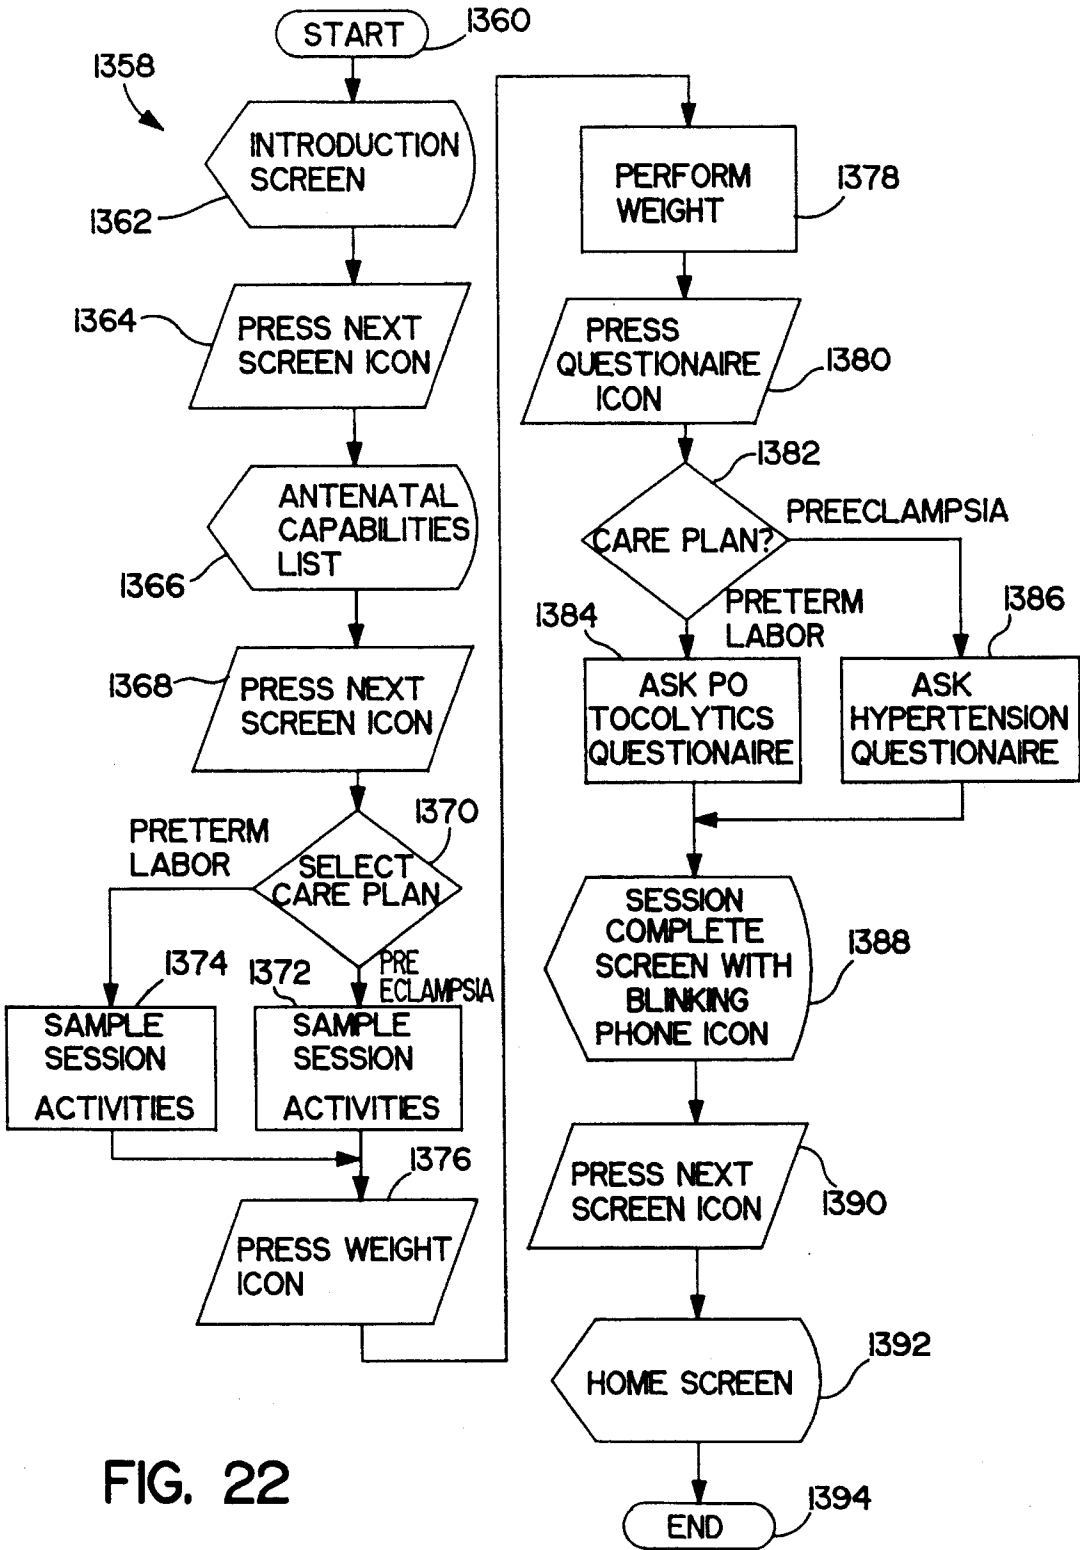 START
1360
1358
INTRODUCTION
SCREEN
1362
1364
PRESS NEXT
SCREEN ICON
ANTENATAL
CAPABILITIES
LIST
1366
1368
PRESS NEXT
SCREEN ICON
1370
PRETERM
LABOR
SELECT
CARE PLAN
PRE
ECLAMPSIA
1374
SAMPLE
SESSION
ACTIVITIES
1372
SAMPLE
SESSION
ACTIVITIES
1376
PRESS WEIGHT
ICON
PERFORM
WEIGHT
1378
PRESS
QUESTIONAIRE
ICON
1380
1382
CARE PLAN?
PREECLAMPSIA
PRETERM
LABOR
1384
ASK PO
TOCOLYTICS
QUESTIONAIRE
1386
ASK
HYPERTENSION
QUESTIONAIRE
SESSION
COMPLETE
SCREEN WITH
BLINKING
PHONE ICON
1388
PRESS NEXT
SCREEN ICON
1390
HOME SCREEN
1392
END
1394
FIG. 22